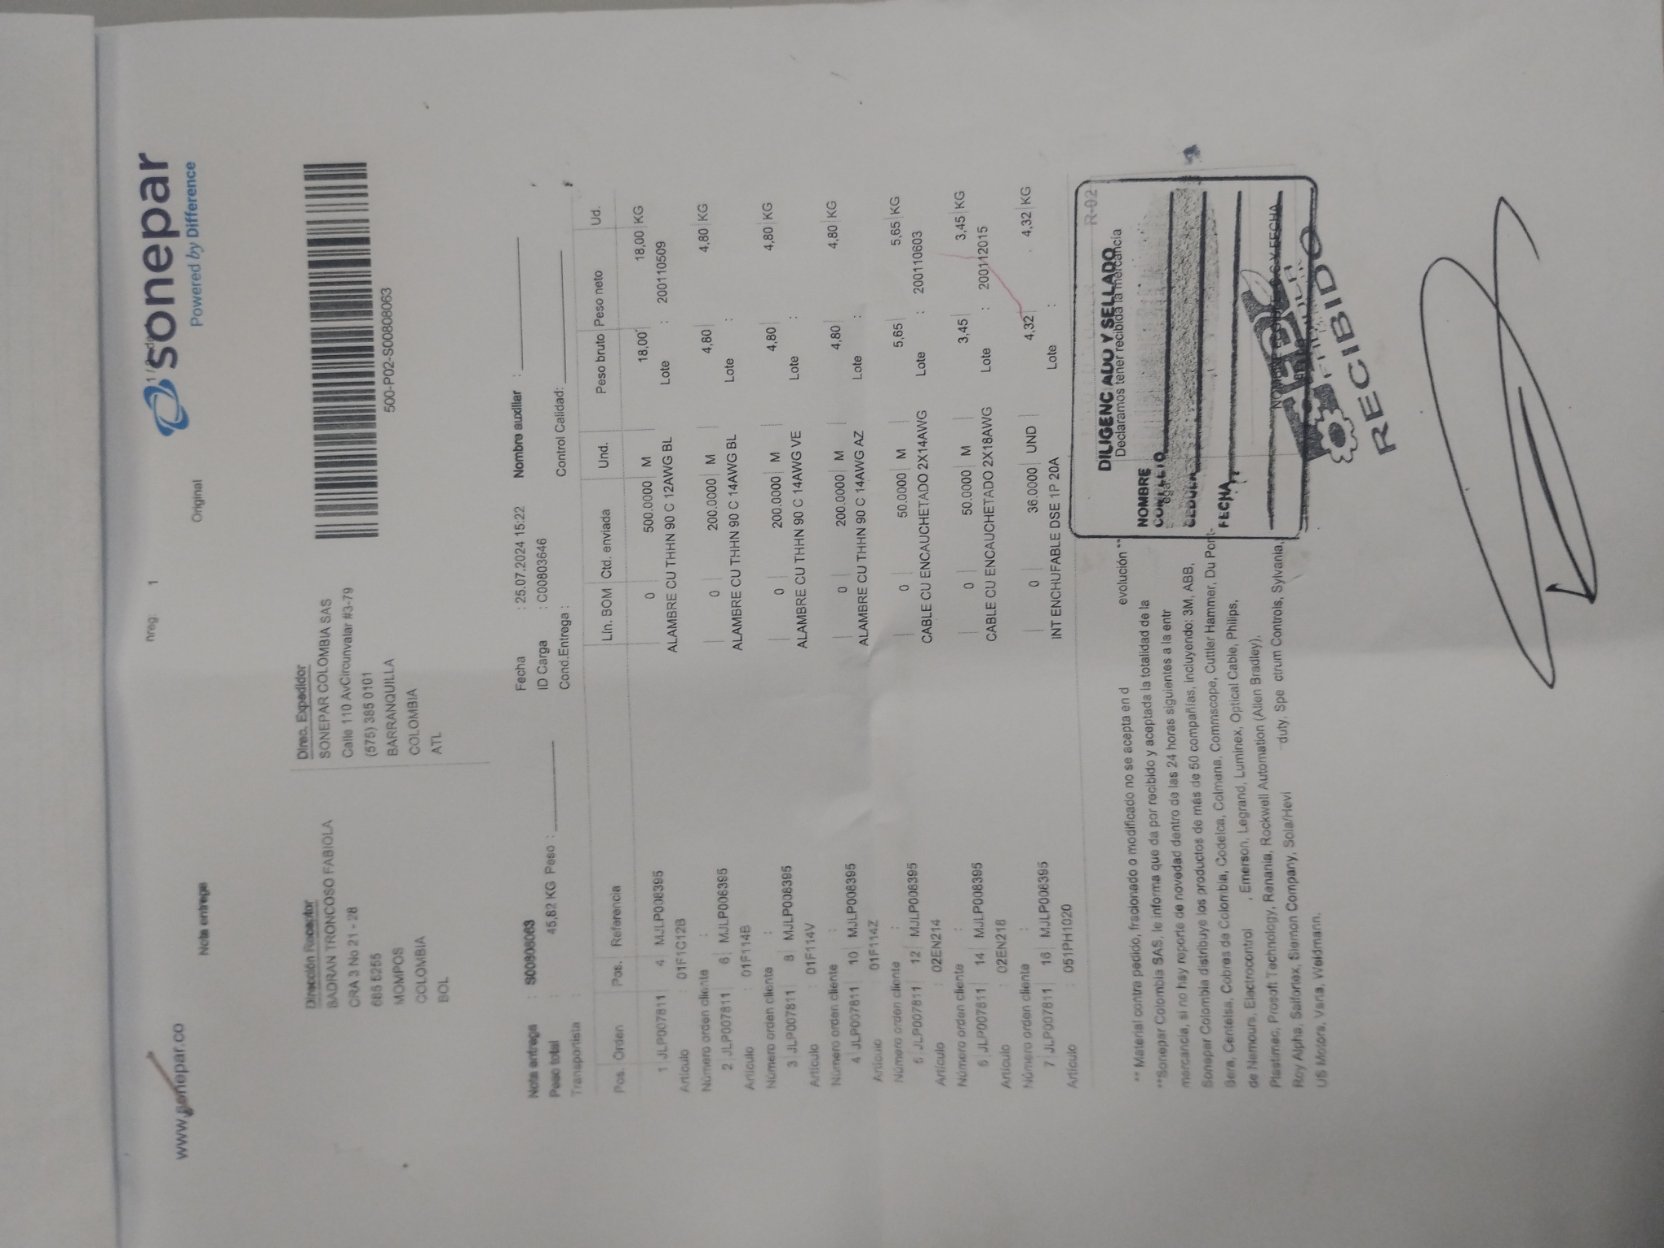 www.sonepar.co
sonepar
Powered by Difference
nreg: 1
Nota entrega
Original
Dirección Receptor
BADRAN TRONCOSO FABIOLA
CRA 3 No 21 - 28
685 6255
MOMPOS
COLOMBIA
BOL
Direc. Expedidor
SONEPAR COLOMBIA SAS
Calle 110 AvCircunvalar #3-79
(575) 385 0101
BARRANQUILLA
COLOMBIA
ATL
500-P02-S00808063
Nota entrega : S00808063
Peso total : 45,82 KG Peso :
Transportista :
Fecha : 25.07.2024 15:22 Nombre auxiliar :
ID Carga : C00803646
Cond.Entrega : Control Calidad:
Pos. Orden Pos. Referencia Lin. BOM Ctd. enviada Und. Peso bruto Peso neto Ud.
1 JLP007811 4 MJLP008395 0 500.0000 M 18,00 18,00 KG
Artículo : 01F1C12B ALAMBRE CU THHN 90 C 12AWG BL Lote : 200110509
Número orden cliente :
2 JLP007811 6 MJLP008395 0 200.0000 M 4,80 4,80 KG
Artículo : 01F114B ALAMBRE CU THHN 90 C 14AWG BL Lote :
Número orden cliente :
3 JLP007811 8 MJLP008395 0 200.0000 M 4,80 4,80 KG
Artículo : 01F114V ALAMBRE CU THHN 90 C 14AWG VE Lote :
Número orden cliente :
4 JLP007811 10 MJLP008395 0 200.0000 M 4,80 4,80 KG
Artículo : 01F114Z ALAMBRE CU THHN 90 C 14AWG AZ Lote :
Número orden cliente :
5 JLP007811 12 MJLP008395 0 50.0000 M 5,65 5,65 KG
Artículo : 02EN214 CABLE CU ENCAUCHETADO 2X14AWG Lote : 200110603
Número orden cliente :
6 JLP007811 14 MJLP008395 0 50.0000 M 3,45 3,45 KG
Artículo : 02EN218 CABLE CU ENCAUCHETADO 2X18AWG Lote : 200112015
Número orden cliente :
7 JLP007811 16 MJLP008395 0 36.0000 UND 4,32 4,32 KG
Artículo : 051PH1020 INT ENCHUFABLE DSE 1P 20A Lote :
R-02
DILIGENCIADO Y SELLADO
Declaramos tener recibida la mercancia
NOMBRE
COMPLETO
CEDULA
FECHA
Y FECHA
RECIBIDO
** Material contra pedido, fracionado o modificado no se acepta en d evolución **
**Sonepar Colombia SAS, le informa que da por recibido y aceptada la totalidad de la
mercancia, si no hay reporte de novedad dentro de las 24 horas siguientes a la entr ega
Sonepar Colombia distribuye los productos de más de 60 compañías, incluyendo: 3M, ABB,
Bera, Centelsa, Cobres de Colombia, Codelca, Colmena, Commscope, Cuttler Hammer, Du Pont-
de Nemours, Electrocontrol , Emerson, Legrand, Luminex, Optical Cable, Philips,
Plastimec, Prosoft Technology, Renania, Rockwell Automation (Allen Bradley),
Roy Alpha, Saiforiax, Siemon Company, Sola/Hevi duty, Spe ctrum Controls, Sylvania,
US Motors, Varta, Weidmann.